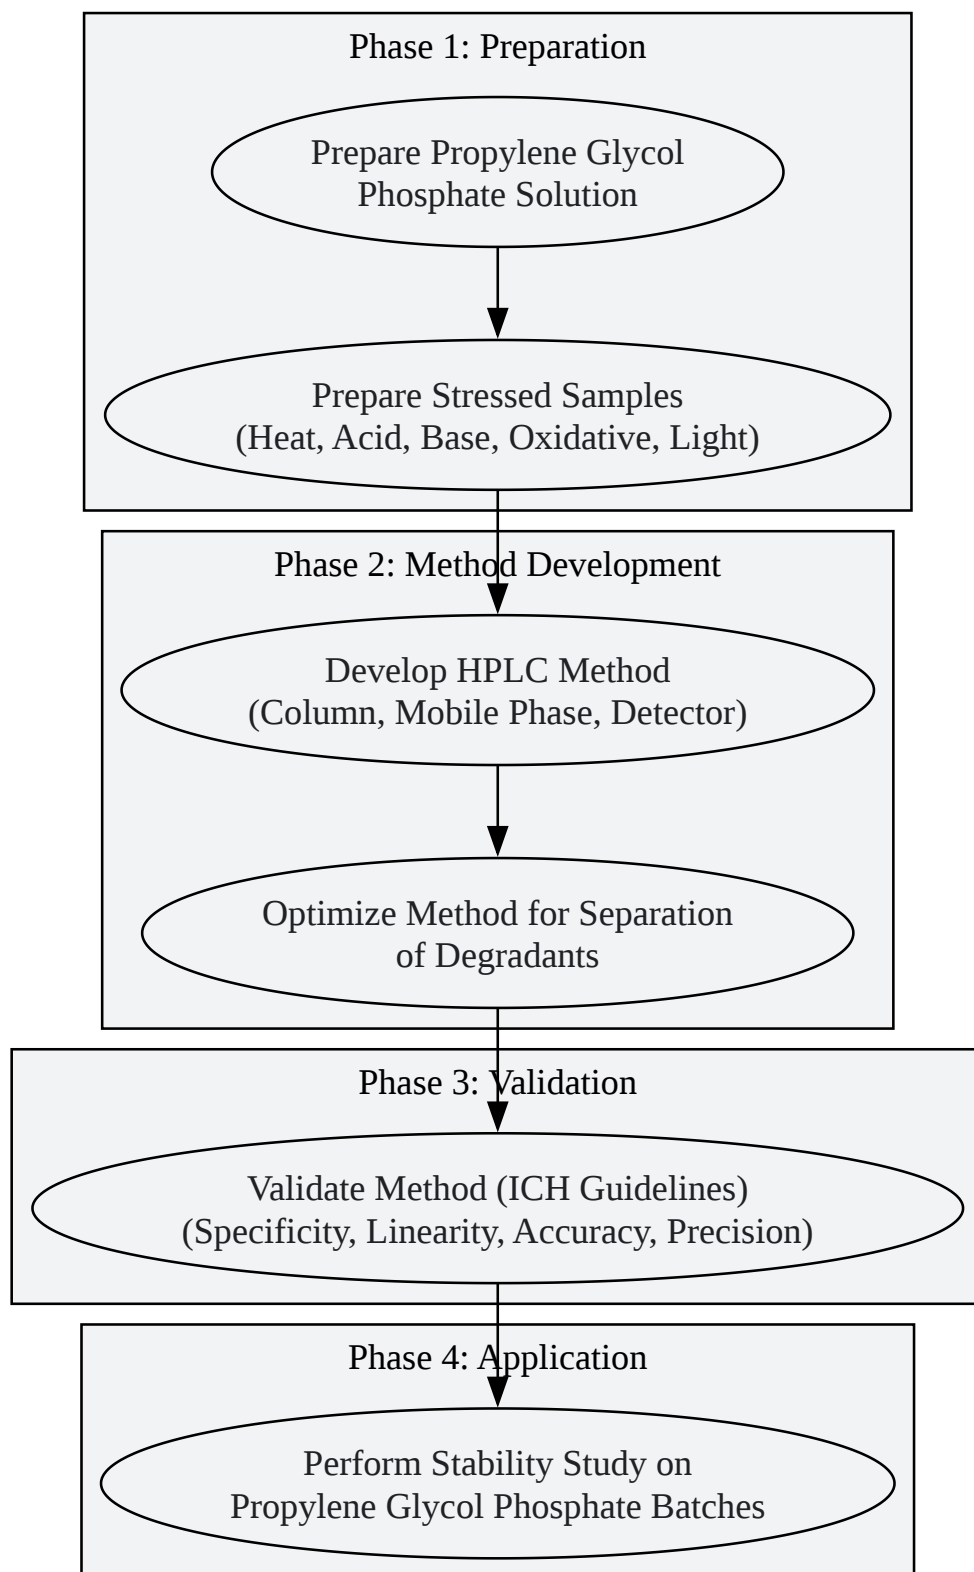 Phase 1: Preparation
Prepare Propylene Glycol
Phosphate Solution
Prepare Stressed Samples
(Heat, Acid, Base, Oxidative, Light)
Phase 2: Method Development
Develop HPLC Method
(Column, Mobile Phase, Detector)
Optimize Method for Separation
of Degradants
Phase 3: Validation
Validate Method (ICH Guidelines)
(Specificity, Linearity, Accuracy, Precision)
Phase 4: Application
Perform Stability Study on
Propylene Glycol Phosphate Batches